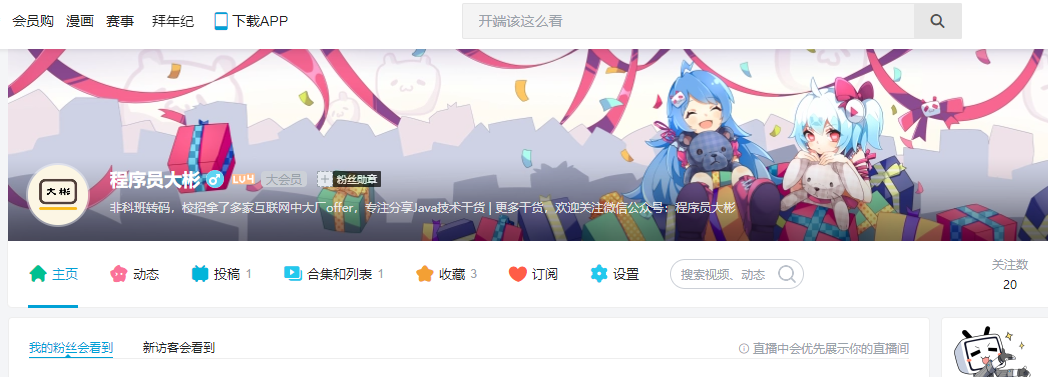 会员购 漫画 赛事 拜年纪 下载APP 开端该这么看
大彬 程序员大彬 LV4 大会员 粉丝勋章
非科班转码，校招拿了多家互联网中大厂offer，专注分享Java技术干货 | 更多干货，欢迎关注微信公众号：程序员大彬
主页 动态 投稿 1 合集和列表 1 收藏 3 订阅 设置 搜索视频、动态 关注数
20
我的粉丝会看到 新访客会看到 直播中会优先展示你的直播间